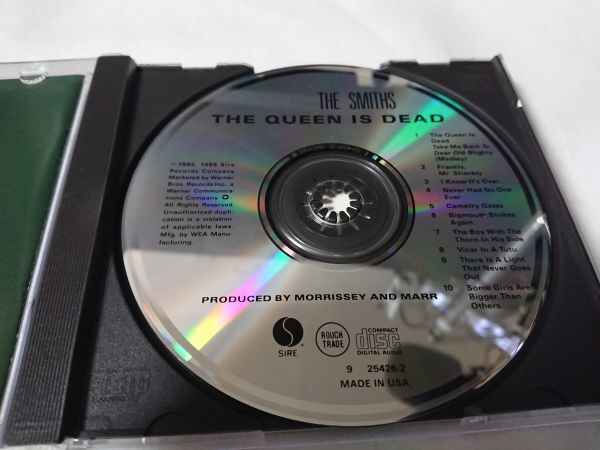 THE SMITHS
THE QUEEN IS DEAD
1 The Queen Is
Dead
Take Me Back To
Dear Old Blighty
(Medley)
2 Frankly,
Mr. Shankly
3 I Know It's Over
4 Never Had No One
Ever
5 Cemetry Gates
6 Bigmouth Strikes
Again
7 The Boy With The
Thorn In His Side
8 Vicar In A Tutu
9 There Is A Light
That Never Goes
Out
10 Some Girls Are
Bigger Than
Others
1985, 1986 Sire
Records Company
Marketed by Warner
Bros. Records Inc., a
Warner Communica-
tions Company
All Rights Reserved.
Unauthorized dupli-
cation is a violation
of applicable laws.
Mfg. by WEA Manu-
facturing.
PRODUCED BY MORRISSEY AND MARR
SIRE
ROUGH
TRADE
COMPACT
disc
DIGITAL AUDIO
9 25426-2
MADE IN USA